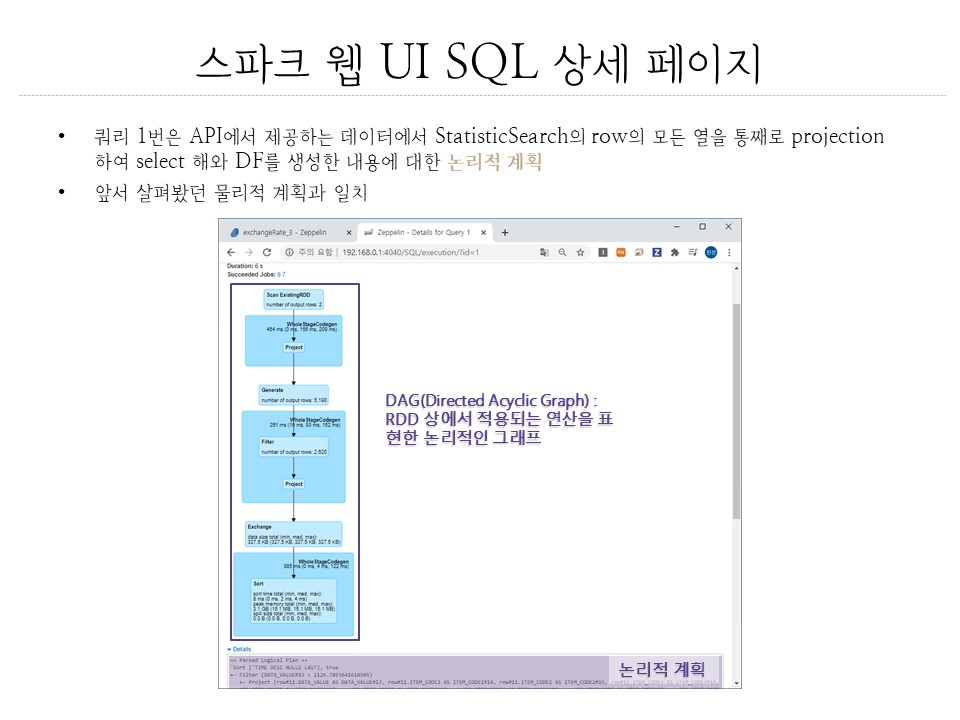 스파크 웹 UI SQL 상세 페이지
• 쿼리 1번은 API에서 제공하는 데이터에서 StatisticSearch의 row의 모든 열을 통째로 projection
하여 select 해와 DF를 생성한 내용에 대한 논리적 계획
• 앞서 살펴봤던 물리적 계획과 일치
exchangeRate_3 - Zeppelin
Zeppelin - Details for Query 1
주의 요함 | 192.168.0.1:4040/SQL/execution/?id=1
Duration: 6 s
Succeeded Jobs: 6 7
Scan ExistingRDD
number of output rows: 2
WholeStageCodegen
464 ms (0 ms, 166 ms, 209 ms)
Project
Generate
number of output rows: 5,190
WholeStageCodegen
261 ms (16 ms, 93 ms, 152 ms)
Filter
number of output rows: 2,620
Project
DAG(Directed Acyclic Graph) :
RDD 상에서 적용되는 연산을 표
현한 논리적인 그래프
Exchange
data size total (min, med, max):
327.5 KB (327.5 KB, 327.5 KB, 327.5 KB)
WholeStageCodegen
985 ms (0 ms, 4 ms, 122 ms)
Sort
sort time total (min, med, max):
8 ms (0 ms, 2 ms, 4 ms)
peak memory total (min, med, max):
3.1 GB (16.1 MB, 16.1 MB, 16.1 MB)
spill size total (min, med, max):
0.0 B (0.0 B, 0.0 B, 0.0 B)
Details
== Parsed Logical Plan ==
'Sort ['TIME DESC NULLS LAST], true
+- Filter (DATA_VALUE#13 > 1126.7893641618505)
+- Project [row#11.DATA_VALUE AS DATA_VALUE#13, row#11.ITEM_CODE1 AS ITEM_CODE1#14, row#11.ITEM_CODE2 AS ITEM_CODE2#15,
논리적 계획